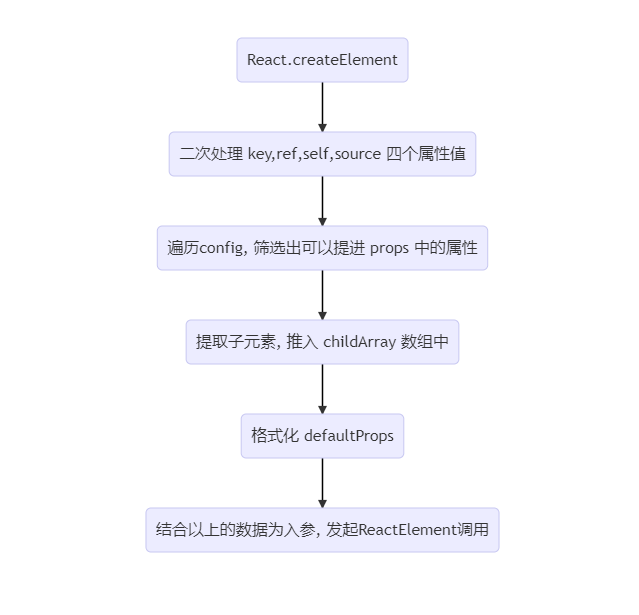 React.createElement
二次处理 key,ref,self,source 四个属性值
遍历config, 筛选出可以提进 props 中的属性
提取子元素, 推入 childArray 数组中
格式化 defaultProps
结合以上的数据为入参, 发起ReactElement调用